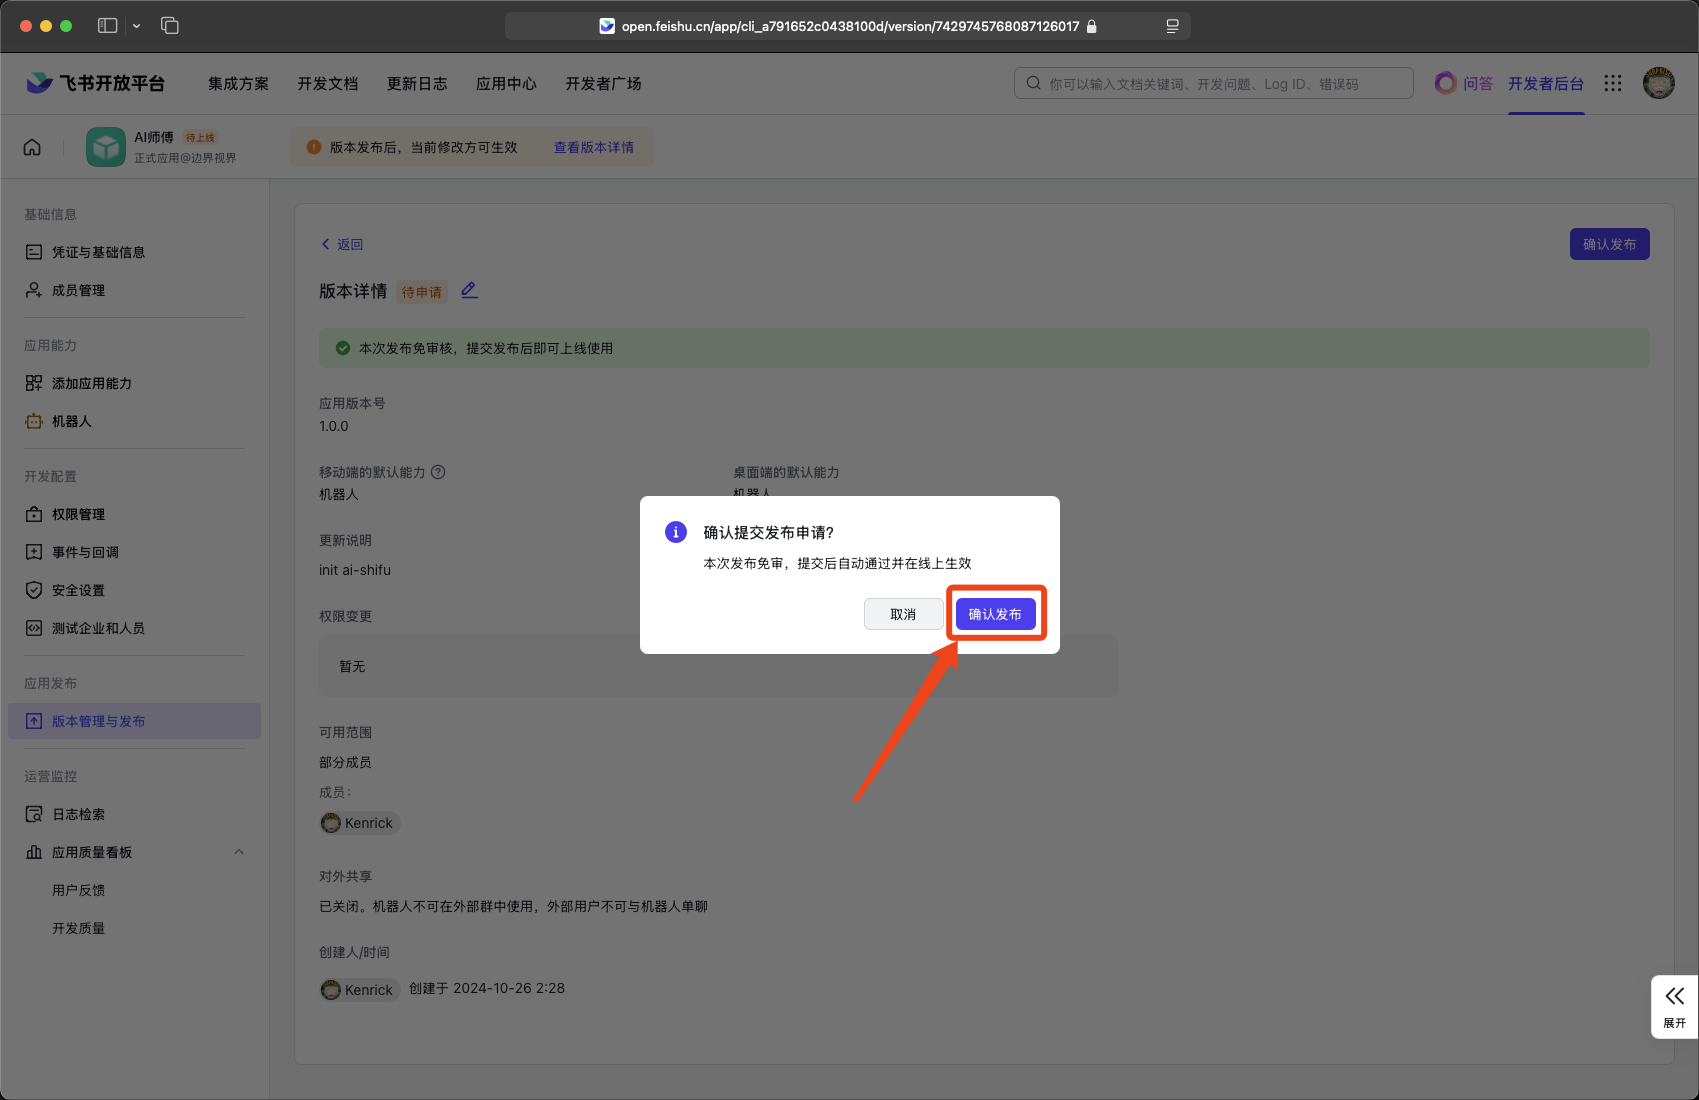 open.feishu.cn/app/cli_a791652c0438100d/version/7429745768087126017
飞书开放平台
集成方案
开发文档
更新日志
应用中心
开发者广场
你可以输入文档关键词、开发问题、Log ID、错误码
问答
开发者后台
AI师傅
待上线
正式应用@边界视界
版本发布后，当前修改方可生效
查看版本详情
基础信息
凭证与基础信息
成员管理
应用能力
添加应用能力
机器人
开发配置
权限管理
事件与回调
安全设置
测试企业和人员
应用发布
版本管理与发布
运营监控
日志检索
应用质量看板
用户反馈
开发质量
返回
确认发布
版本详情
待申请
本次发布免审核，提交发布后即可上线使用
应用版本号
1.0.0
移动端的默认能力
机器人
桌面端的默认能力
机器人
更新说明
init ai-shifu
权限变更
暂无
可用范围
部分成员
成员：
Kenrick
对外共享
已关闭。机器人不可在外部群中使用，外部用户不可与机器人单聊
创建人/时间
Kenrick
创建于 2024-10-26 2:28
确认提交发布申请?
本次发布免审，提交后自动通过并在线上生效
取消
确认发布
展开